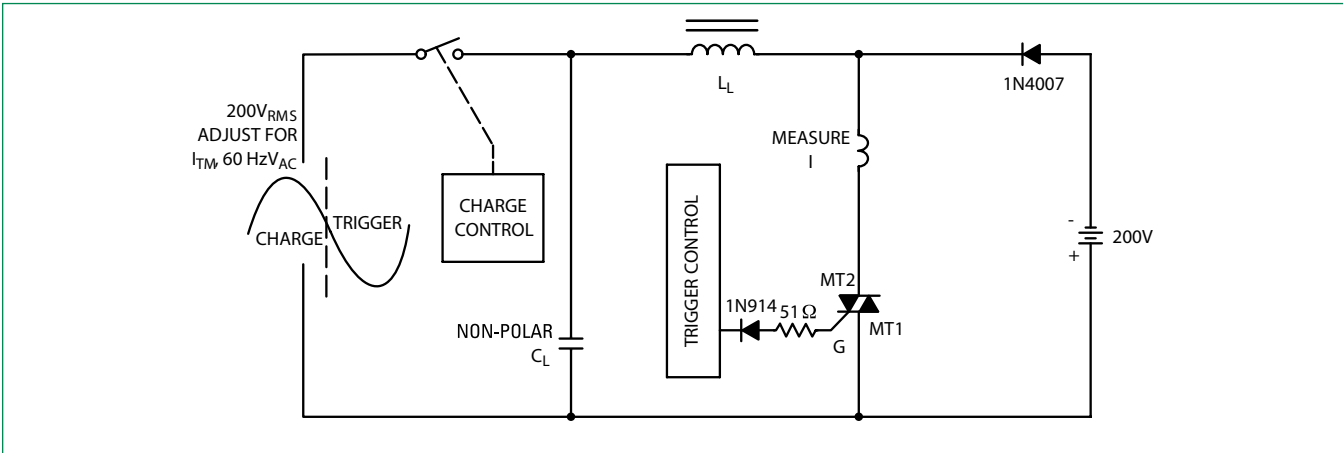 200VRMS
ADJUST FOR
ITM, 60 HzVAC
CHARGE
TRIGGER
CHARGE
CONTROL
NON-POLAR
CL
LL
TRIGGER CONTROL
MEASURE
I
1N914
51 Ω
G
MT2
MT1
1N4007
-
+
200V